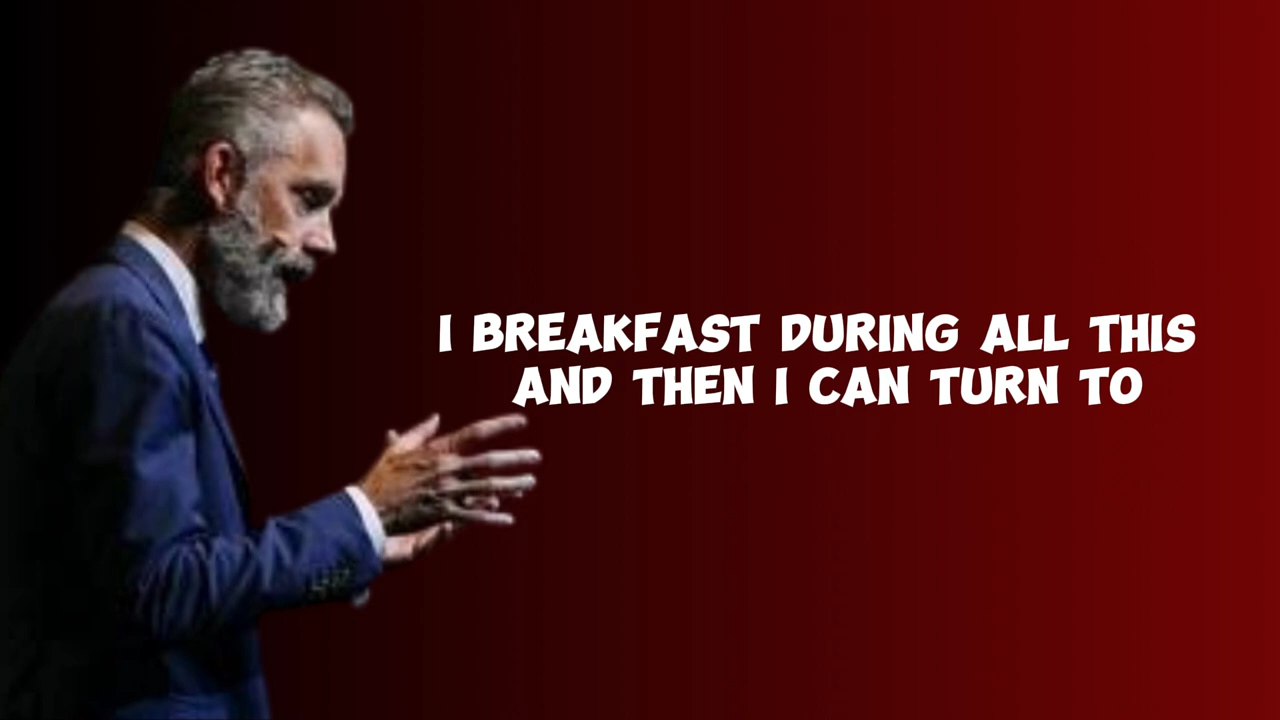 I BREAKFAST DURING ALL THIS
AND THEN I CAN TURN TO